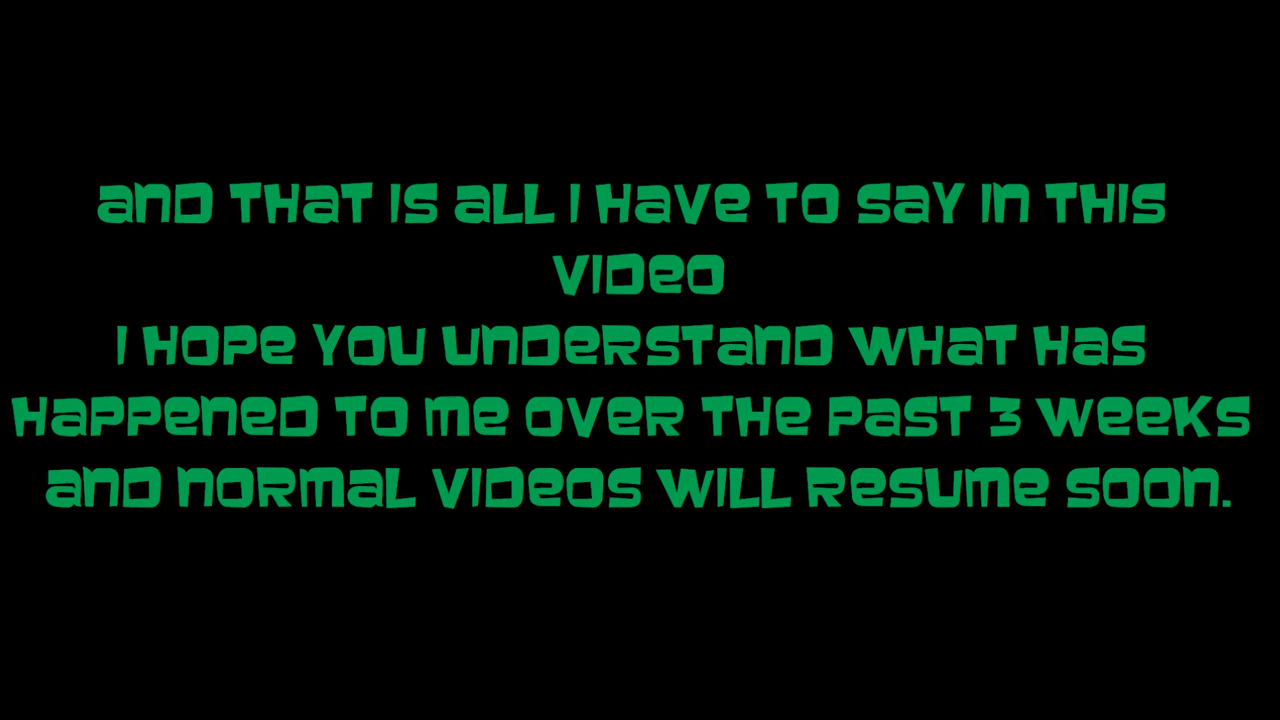 and that is all i have to say in this
video
i hope you understand what has
happened to me over the past 3 weeks
and normal videos will resume soon.